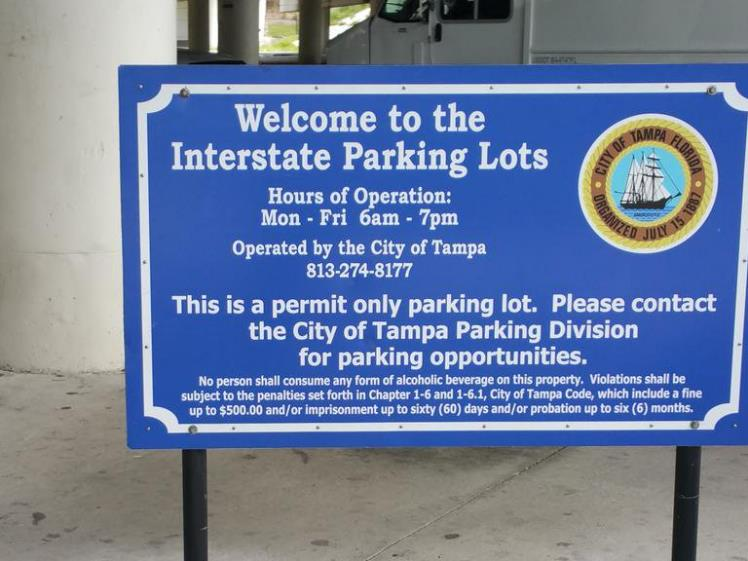 Welcome to the
Interstate Parking Lots
Hours of Operation:
Mon - Fri 6am - 7pm
Operated by the City of Tampa
813-274-8177
CITY OF TAMPA FLORIDA
ORGANIZED JULY 15 1887
This is a permit only parking lot. Please contact
the City of Tampa Parking Division
for parking opportunities.
No person shall consume any form of alcoholic beverage on this property. Violations shall be
subject to the penalties set forth in Chapter 1-6 and 1-6.1, City of Tampa Code, which include a fine
up to $500.00 and/or imprisonment up to sixty (60) days and/or probation up to six (6) months.